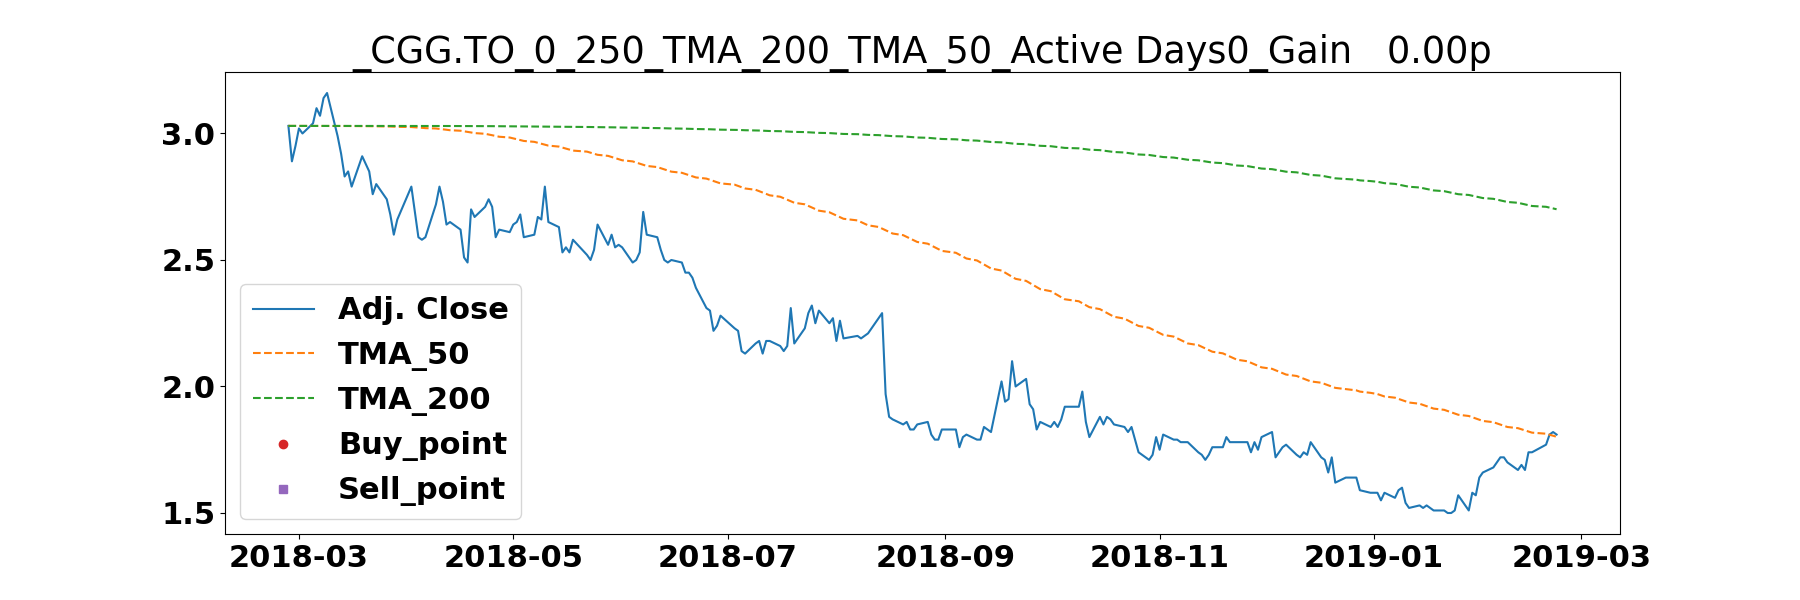 _CGG.TO_0_250_TMA_200_TMA_50_Active Days0_Gain   0.00p
3.0
2.5
2.0
1.5
Adj. Close
TMA_50
TMA_200
Buy_point
Sell_point
2018-03 2018-05 2018-07 2018-09 2018-11 2019-01 2019-03